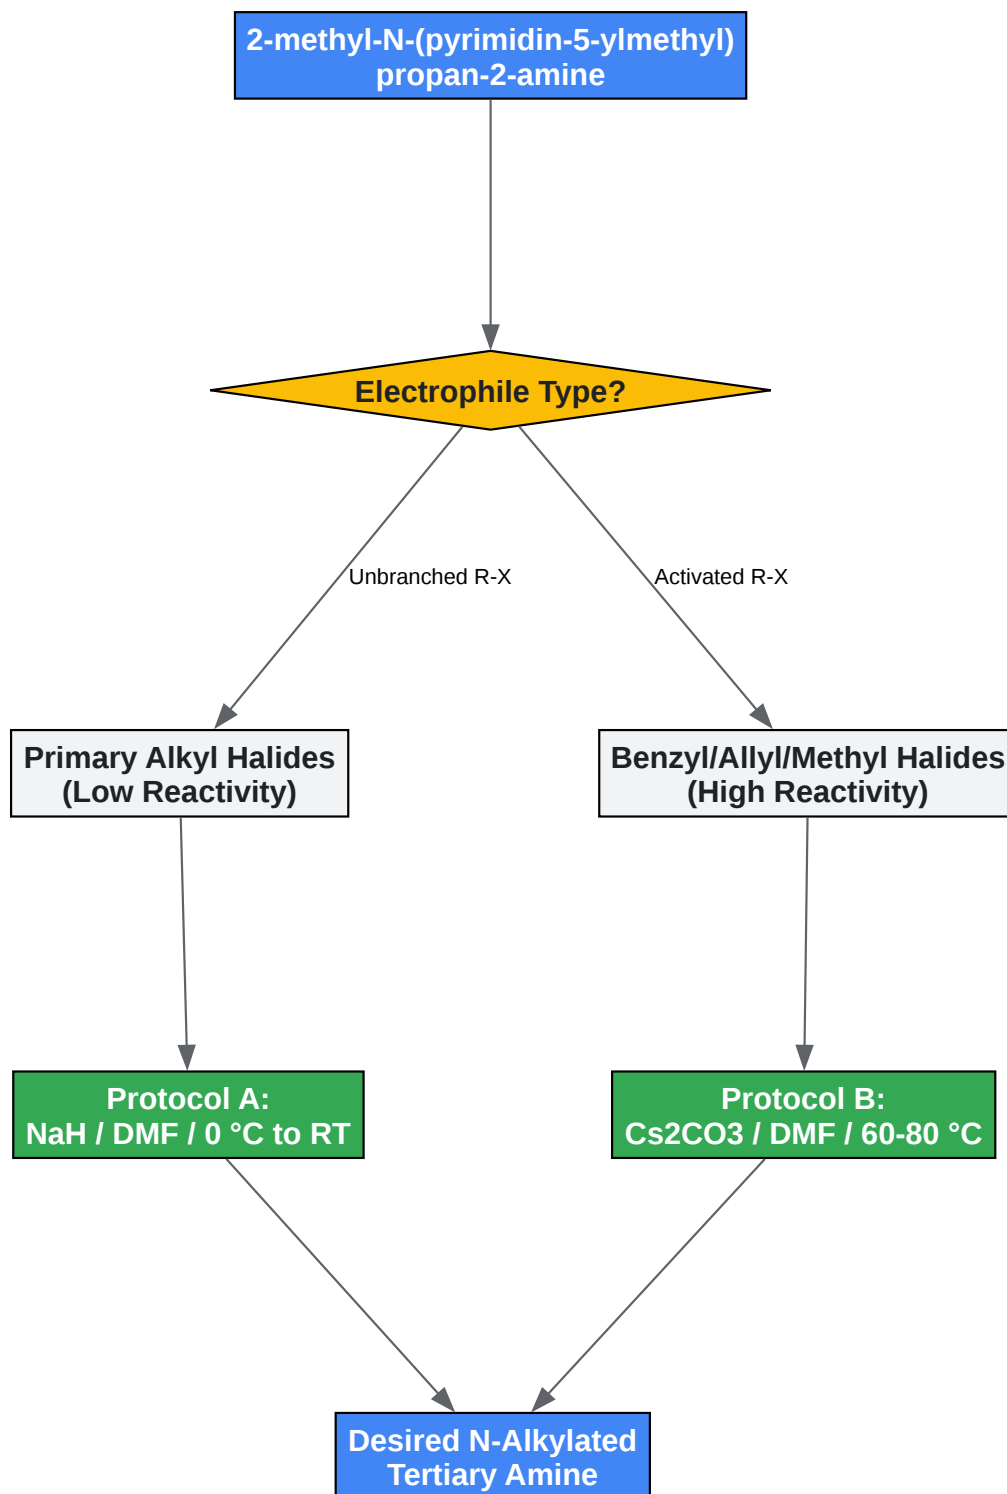 2-methyl-N-(pyrimidin-5-ylmethyl)
propan-2-amine
Electrophile Type?
Unbranched R-X
Activated R-X
Primary Alkyl Halides
(Low Reactivity)
Benzyl/Allyl/Methyl Halides
(High Reactivity)
Protocol A:
NaH / DMF / 0 °C to RT
Protocol B:
Cs2CO3 / DMF / 60-80 °C
Desired N-Alkylated
Tertiary Amine